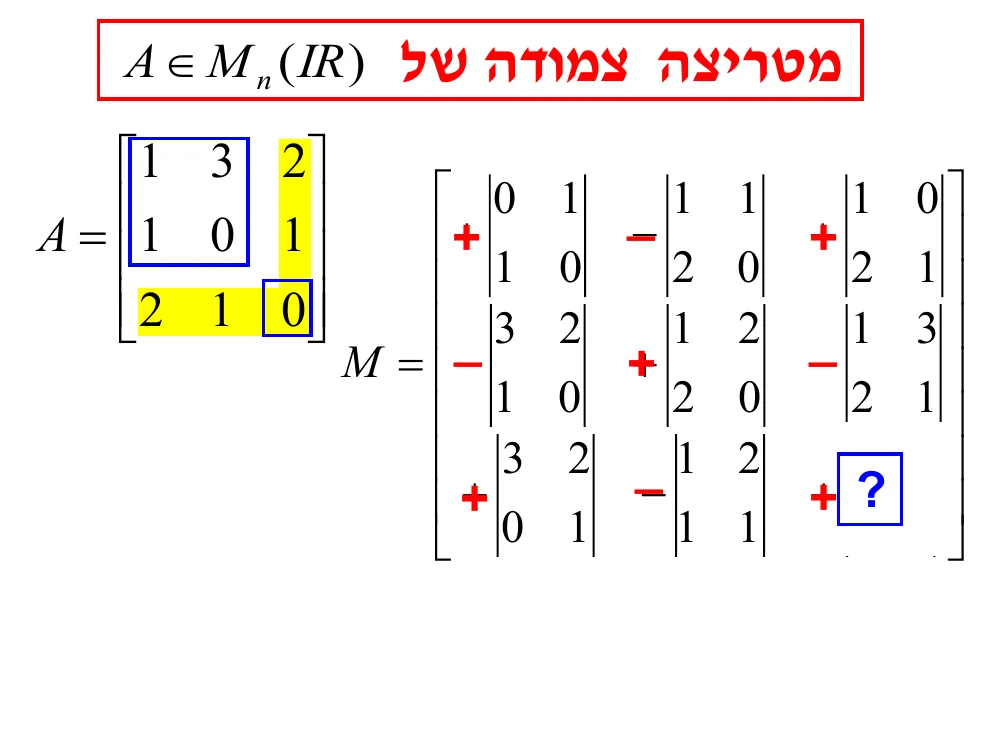 מטריצה צמודה של A ∈ M_n (IR)
A = [ 1 3 2
1 0 1
2 1 0 ]
M = [ + |0 1; 1 0| − |1 1; 2 0| + |1 0; 2 1|
− |3 2; 1 0| + |1 2; 2 0| − |1 3; 2 1|
+ |3 2; 0 1| − |1 2; 1 1| + ? ]